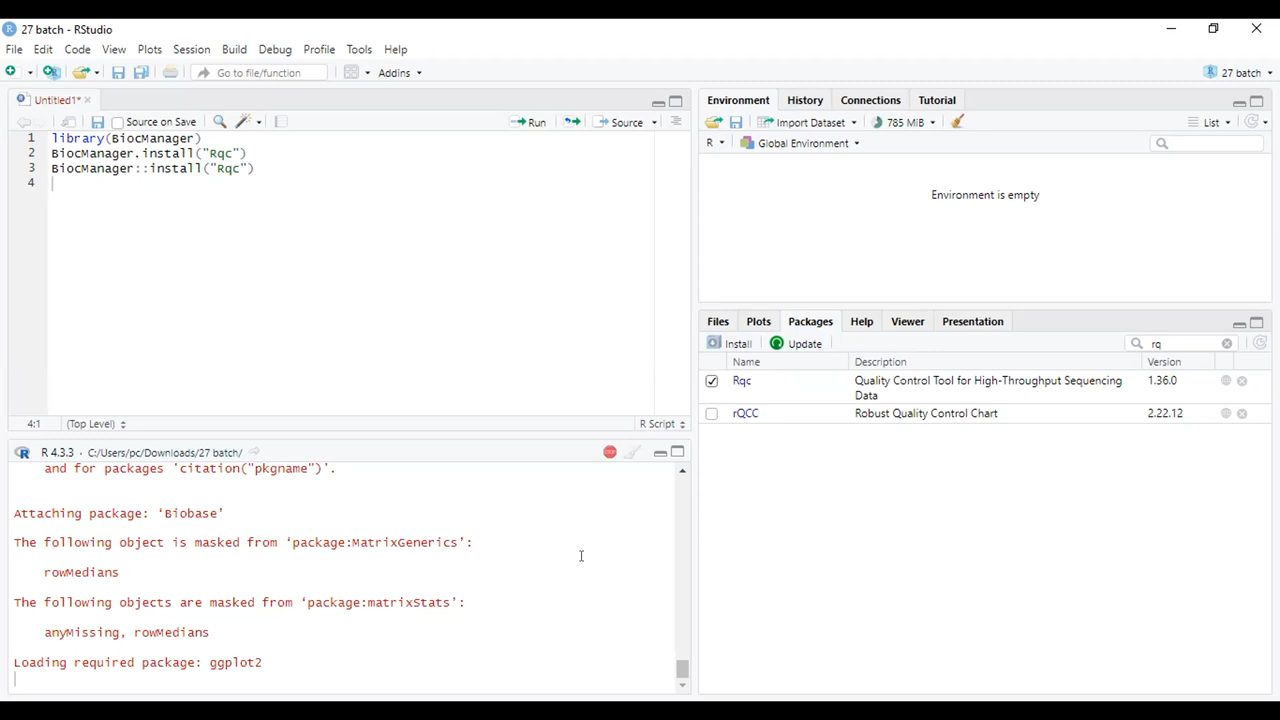 27 batch - RStudio
File Edit Code View Plots Session Build Debug Profile Tools Help
Go to file/function Addins 27 batch
Untitled1*
Source on Save Run Source
1 library(BiocManager)
2 BiocManager.install("Rqc")
3 BiocManager::install("Rqc")
4
4:1 (Top Level) R Script
R 4.3.3 · C:/Users/pc/Downloads/27 batch/
and for packages 'citation("pkgname")'.
Attaching package: ‘Biobase’
The following object is masked from ‘package:MatrixGenerics’:
rowMedians
The following objects are masked from ‘package:matrixStats’:
anyMissing, rowMedians
Loading required package: ggplot2
Environment History Connections Tutorial
Import Dataset 785 MiB List
R Global Environment
Environment is empty
Files Plots Packages Help Viewer Presentation
Install Update rq
Name Description Version
Rqc Quality Control Tool for High-Throughput Sequencing 1.36.0
Data
rQCC Robust Quality Control Chart 2.22.12